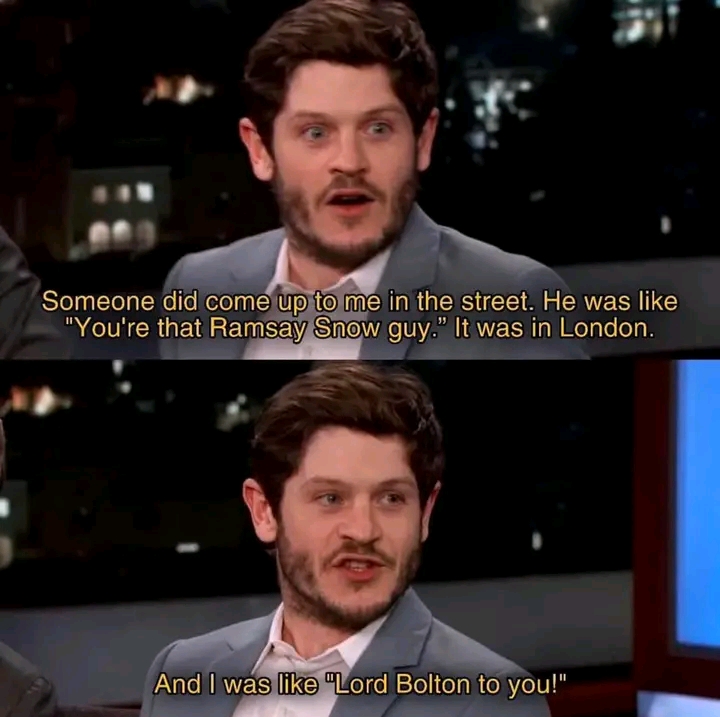 Someone did come up to me in the street. He was like
"You're that Ramsay Snow guy.” It was in London.
And I was like "Lord Bolton to you!"